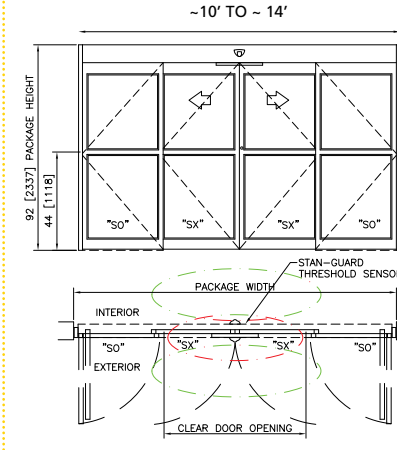 ~10' TO ~ 14'
92 [2337] PACKAGE HEIGHT
44 [1118]
"SO" "SX" "SX" "SO"
STAN-GUARD
THRESHOLD SENSO
PACKAGE WIDTH
INTERIOR
"SO" "SX" "SX" "SO"
EXTERIOR
CLEAR DOOR OPENING